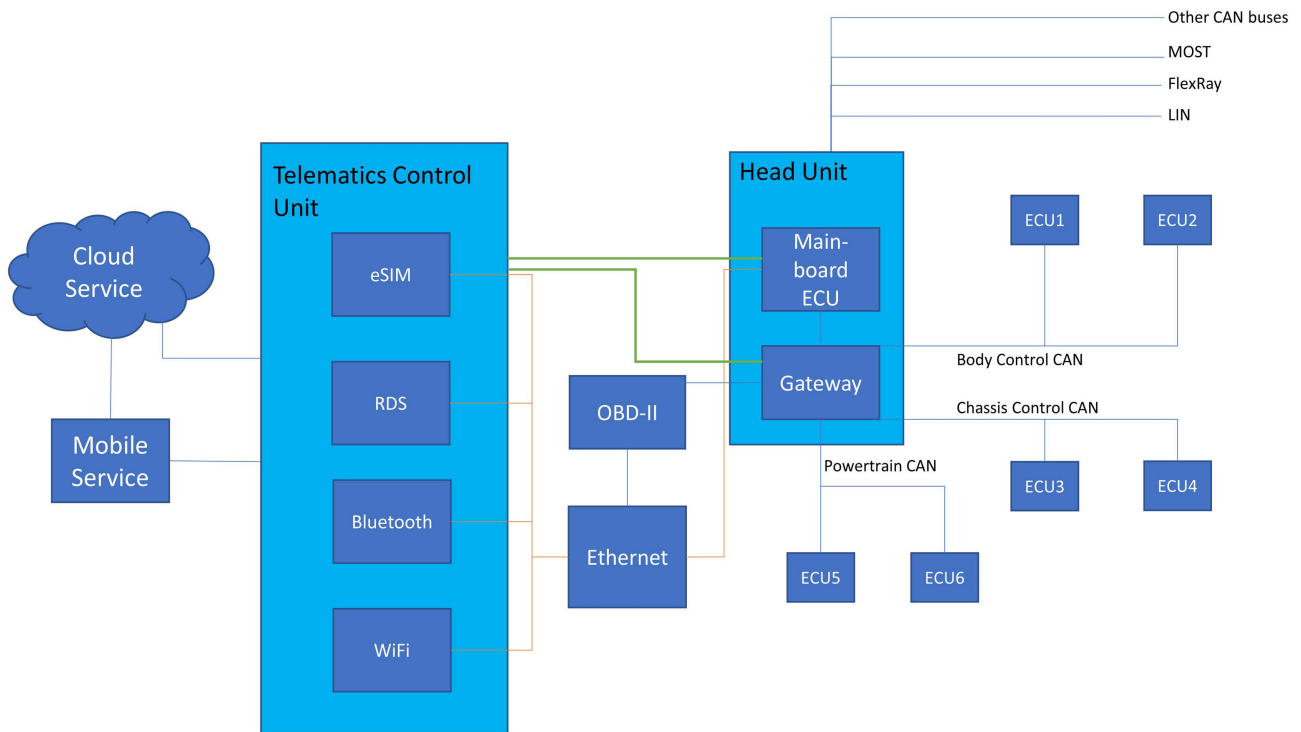 Other CAN buses
MOST
FlexRay
LIN
Telematics Control
Unit
Head Unit
Cloud
Service
eSIM
Main-
board
ECU
ECU1
ECU2
Body Control CAN
RDS
OBD-II
Gateway
Chassis Control CAN
Mobile
Service
Powertrain CAN
ECU3
ECU4
Bluetooth
Ethernet
ECU5
ECU6
WiFi